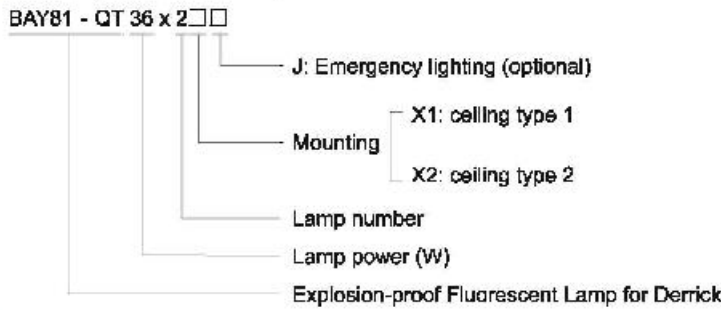 BAY81 - QT 36 x 2□ □
J: Emergency lighting (optional)
X1: ceiling type 1
Mounting
X2: ceiling type 2
Lamp number
Lamp power (W)
Explosion-proof Fluorescent Lamp for Derrick